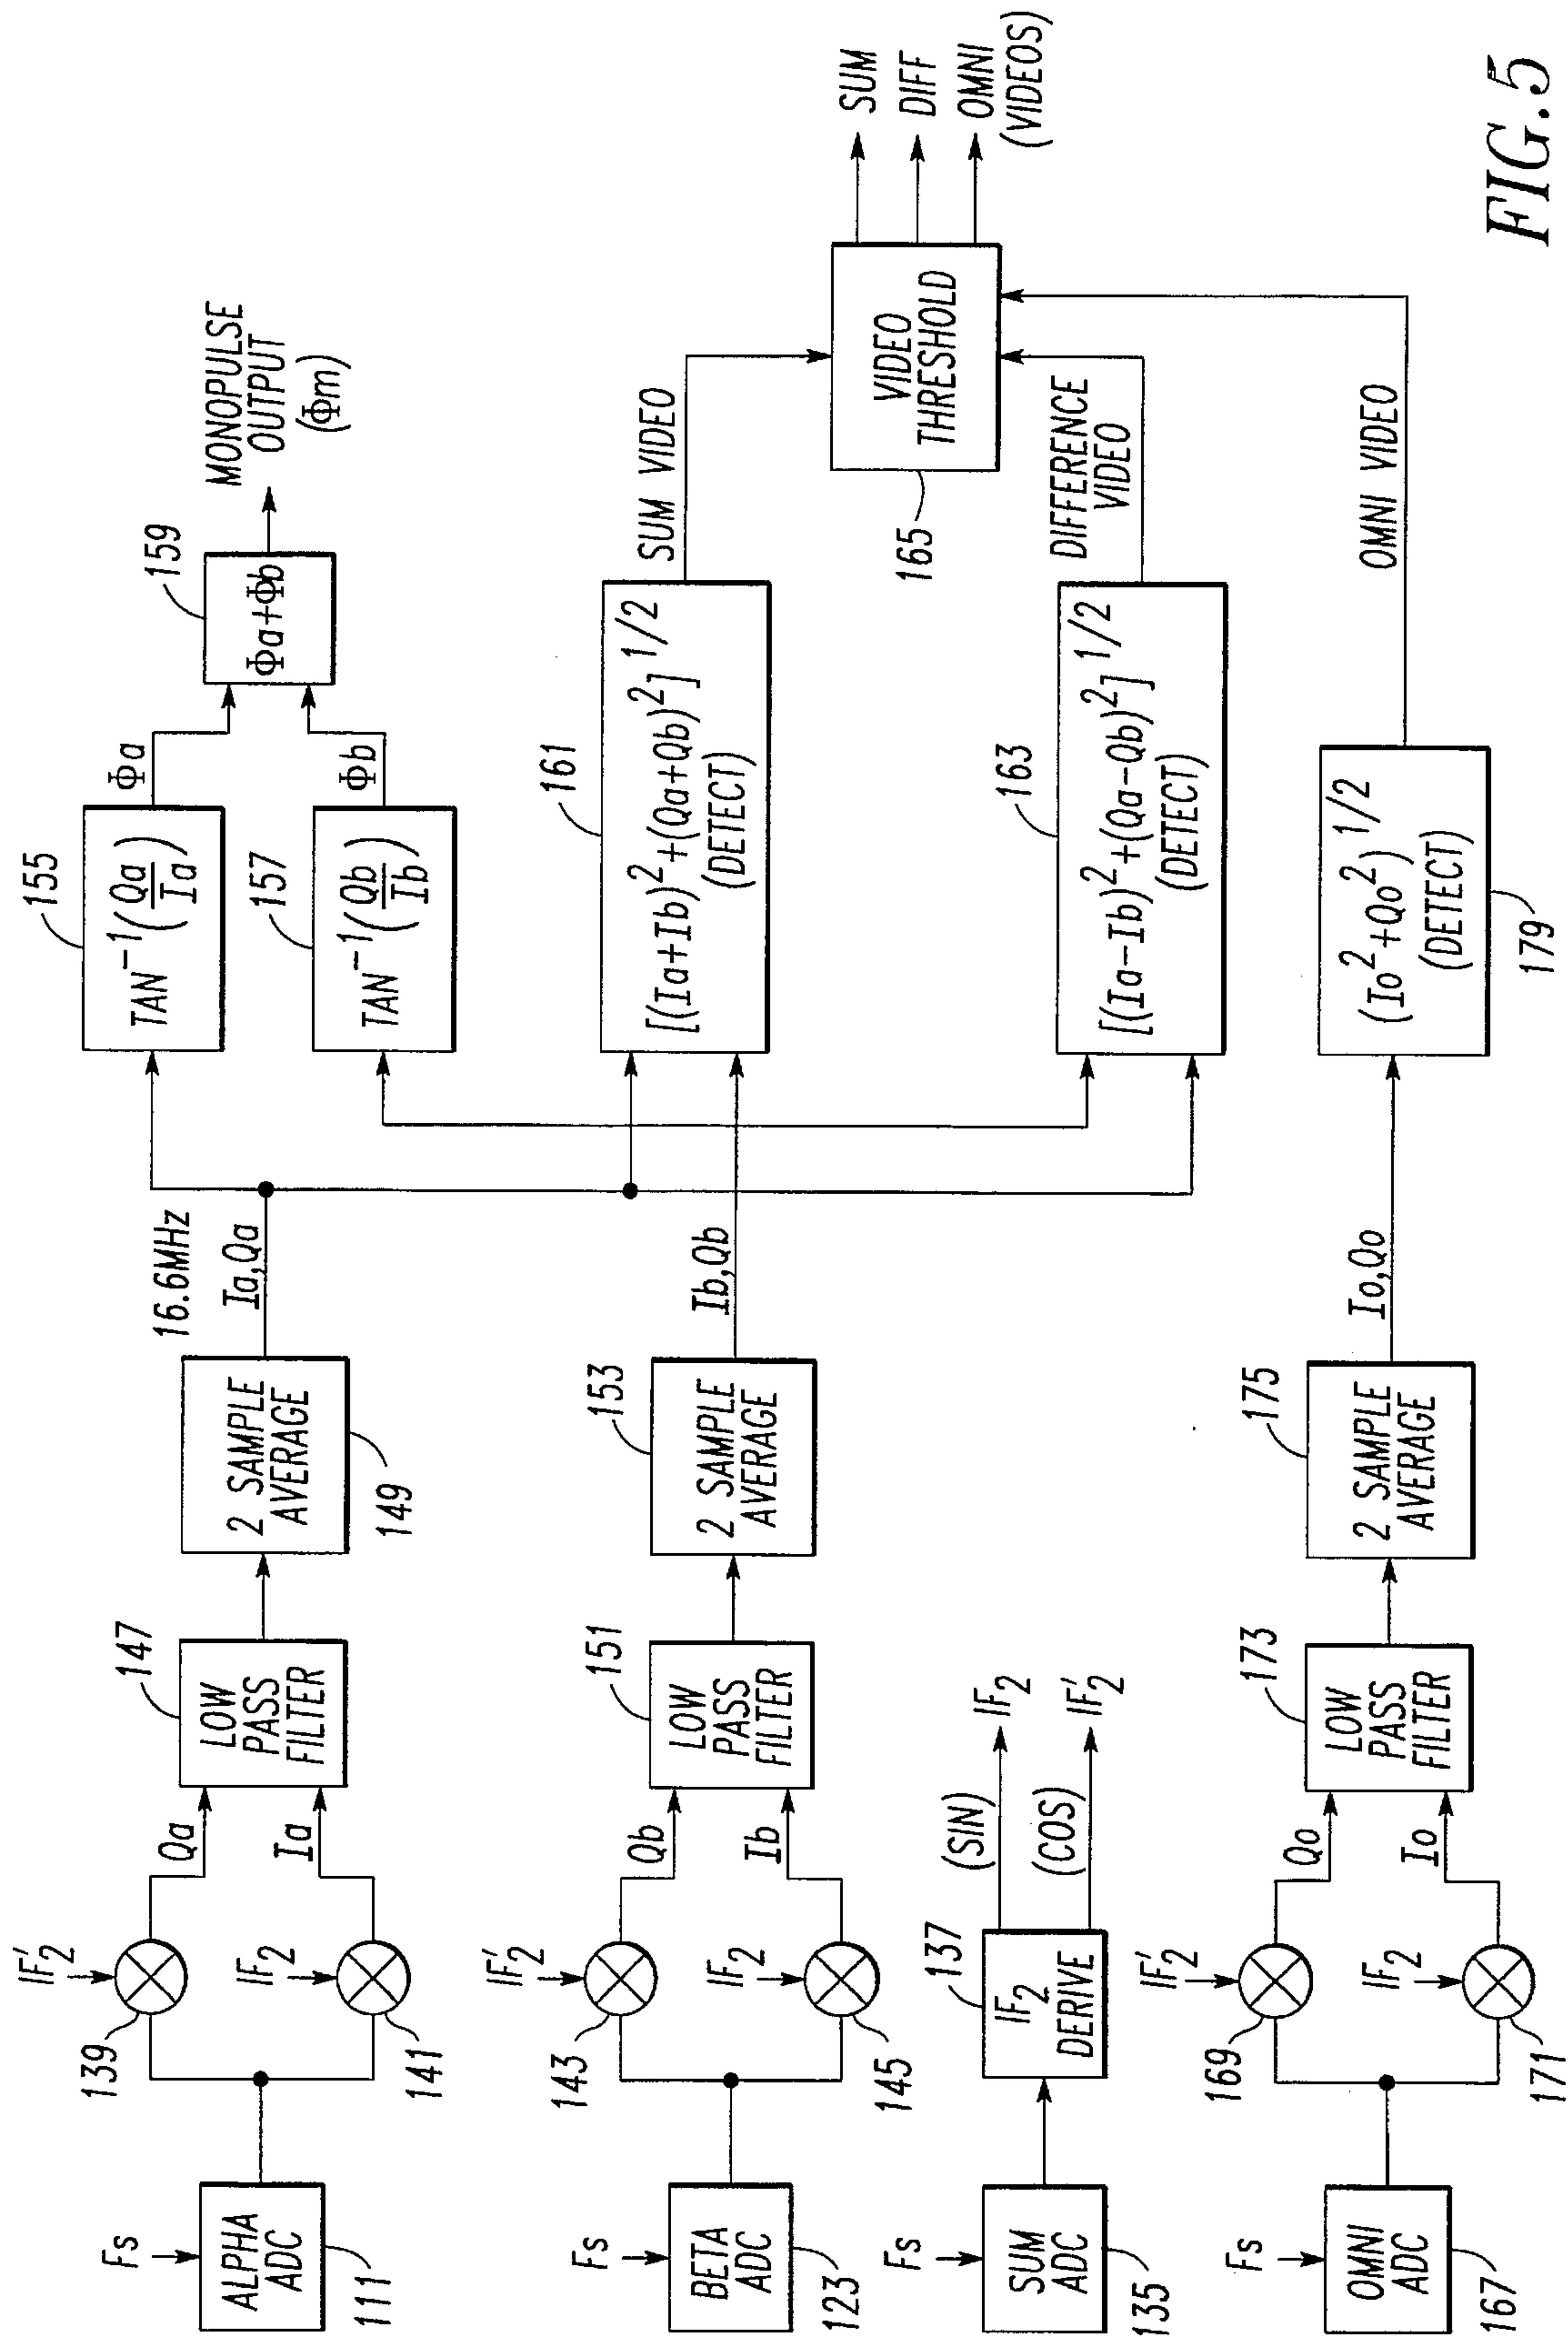 Fs
ALPHA
ADC
111
139
IF'2
141
IF2
Qa
Ia
147
LOW
PASS
FILTER
2 SAMPLE
AVERAGE
149
16.6MHz
Ia,Qa
155
TAN⁻¹(Qa/Ia)
Φa
157
TAN⁻¹(Qb/Ib)
Φb
159
Φa+Φb
MONOPULSE
OUTPUT
(Φm)
Fs
BETA
ADC
123
143
IF'2
145
IF2
Qb
Ib
151
LOW
PASS
FILTER
153
2 SAMPLE
AVERAGE
Ib,Qb
161
[(Ia+Ib)²+(Qa+Qb)²]1/2
(DETECT)
SUM VIDEO
VIDEO
THRESHOLD
165
SUM
DIFF
OMNI
(VIDEOS)
Fs
SUM
ADC
135
137
IF2
DERIVE
(SIN)
IF2
(COS)
IF'2
163
[(Ia-Ib)²+(Qa-Qb)²]1/2
(DETECT)
DIFFERENCE
VIDEO
Fs
OMNI
ADC
167
169
IF'2
171
IF2
Qo
Io
173
LOW
PASS
FILTER
175
2 SAMPLE
AVERAGE
Io,Qo
(Io²+Qo²)1/2
(DETECT)
179
OMNI VIDEO
FIG.5